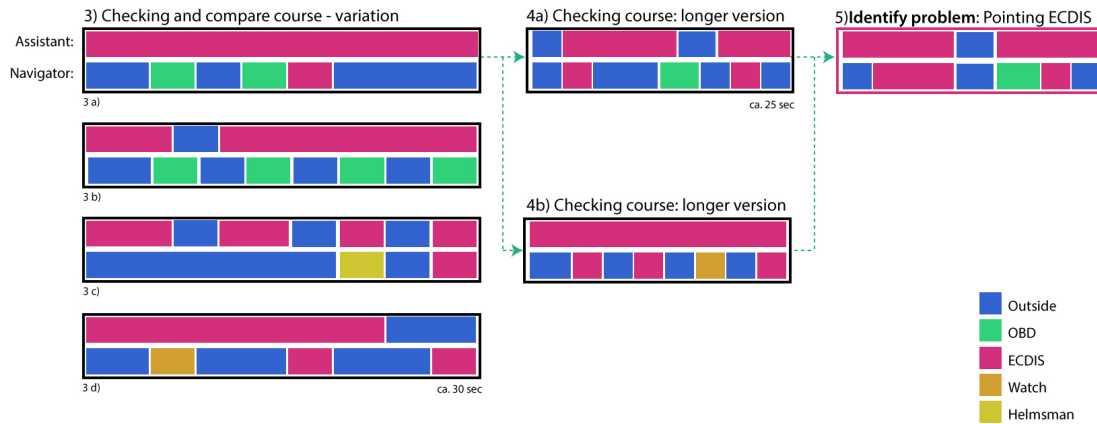 3) Checking and compare course - variation
Assistant:
Navigator:
3 a)
3 b)
3 c)
3 d)
ca. 30 sec
4a) Checking course: longer version
ca. 25 sec
4b) Checking course: longer version
5)Identify problem: Pointing ECDIS
Outside
OBD
ECDIS
Watch
Helmsman